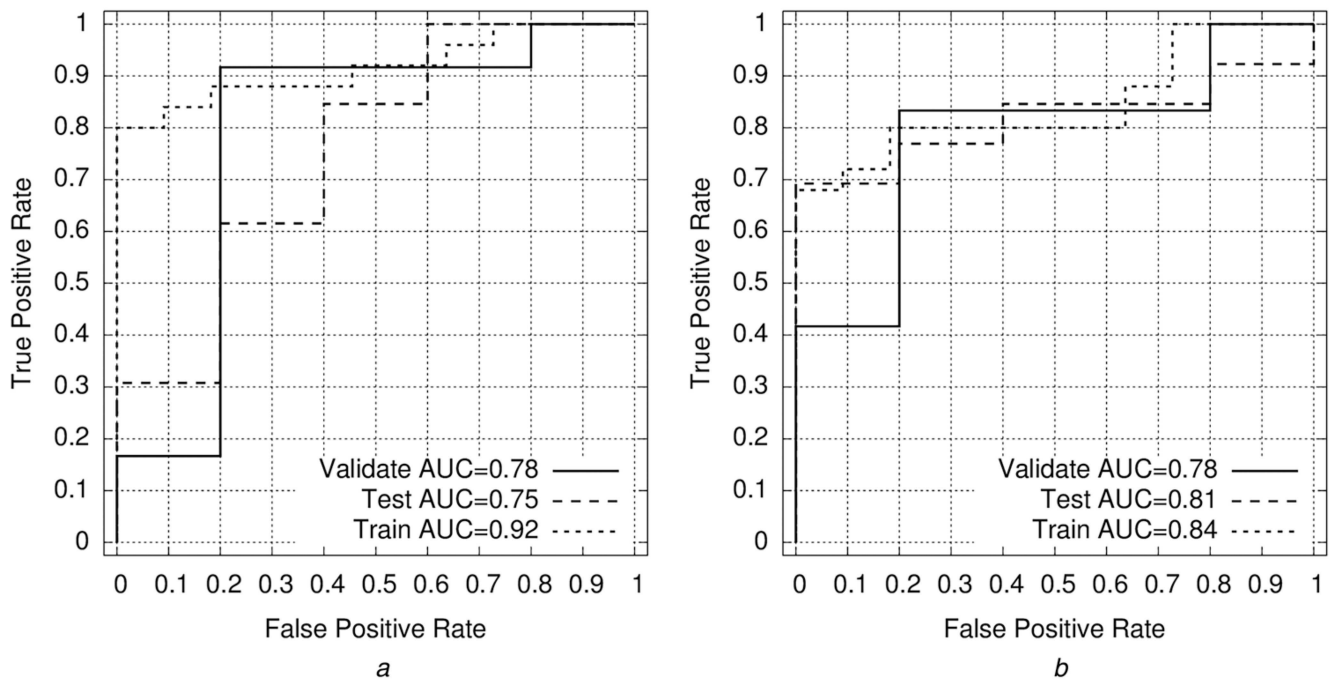 1
0.9
0.8
0.7
0.6
0.5
0.4
0.3
0.2
0.1
0
True Positive Rate
Validate AUC=0.78
Test AUC=0.75
Train AUC=0.92
0 0.1 0.2 0.3 0.4 0.5 0.6 0.7 0.8 0.9 1
False Positive Rate
a
1
0.9
0.8
0.7
0.6
0.5
0.4
0.3
0.2
0.1
0
True Positive Rate
Validate AUC=0.78
Test AUC=0.81
Train AUC=0.84
0 0.1 0.2 0.3 0.4 0.5 0.6 0.7 0.8 0.9 1
False Positive Rate
b